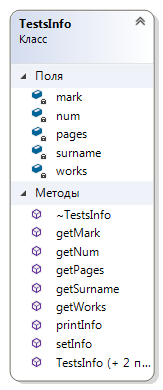 TestsInfo
Класс
Поля
mark
num
pages
surname
works
Методы
~TestsInfo
getMark
getNum
getPages
getSurname
getWorks
printInfo
setInfo
TestsInfo (+ 2 п...